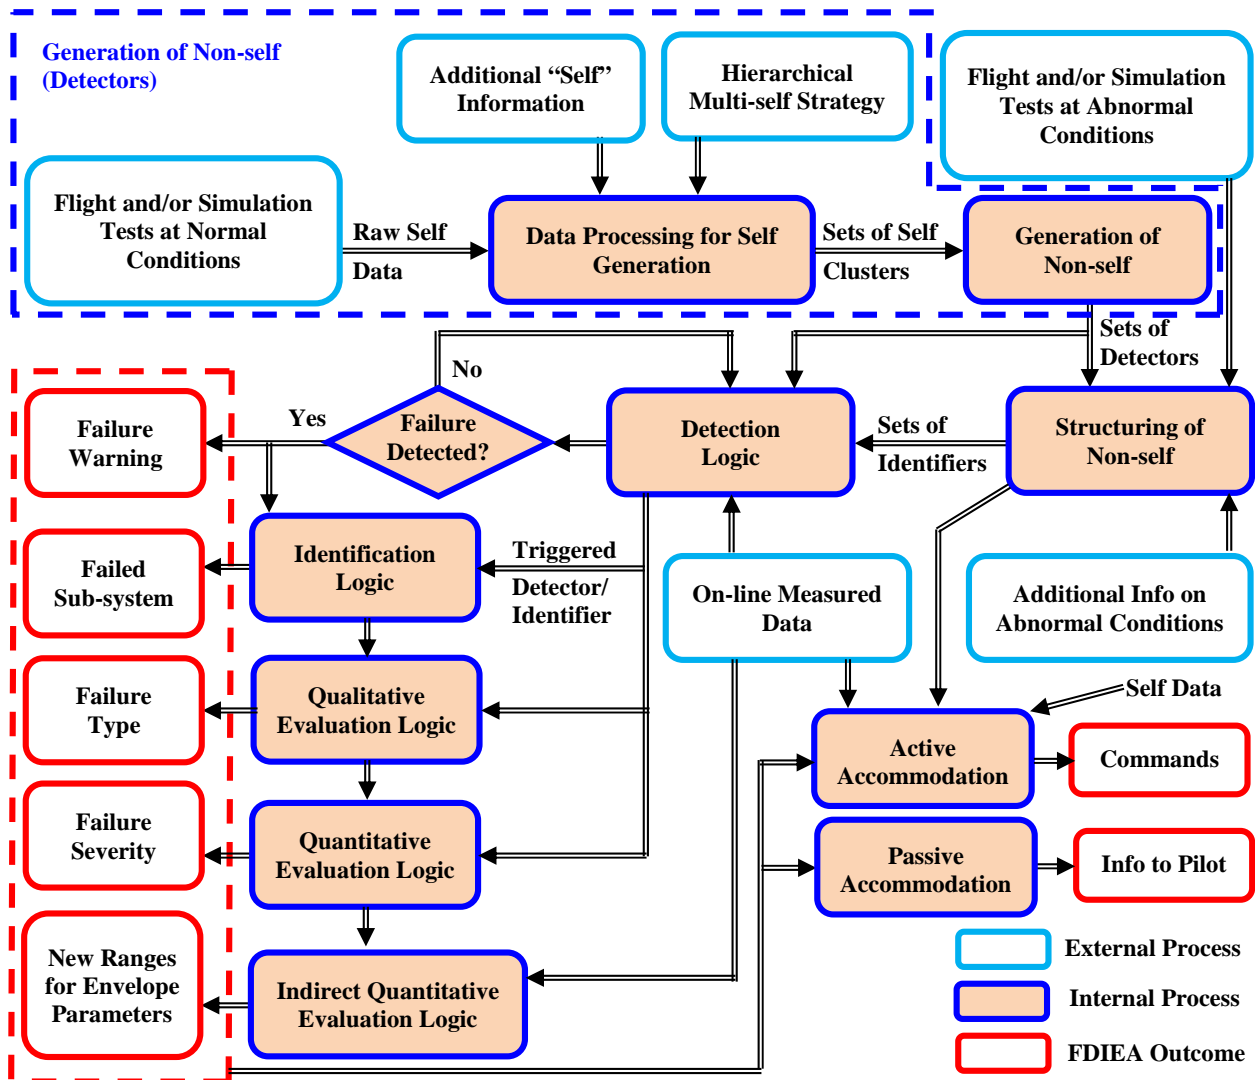 Generation of Non-self
(Detectors)
Additional “Self”
Information
Hierarchical
Multi-self Strategy
Flight and/or Simulation
Tests at Abnormal
Conditions
Flight and/or Simulation
Tests at Normal
Conditions
Raw Self
Data
Data Processing for Self
Generation
Sets of Self
Clusters
Generation of
Non-self
Sets of
Detectors
No
Yes
Failure
Warning
Failure
Detected?
Detection
Logic
Sets of
Identifiers
Structuring of
Non-self
Failed
Sub-system
Identification
Logic
Triggered
Detector/
Identifier
On-line Measured
Data
Additional Info on
Abnormal Conditions
Failure
Type
Qualitative
Evaluation Logic
Self Data
Active
Accommodation
Commands
Failure
Severity
Quantitative
Evaluation Logic
Passive
Accommodation
Info to Pilot
New Ranges
for Envelope
Parameters
Indirect Quantitative
Evaluation Logic
External Process
Internal Process
FDIEA Outcome